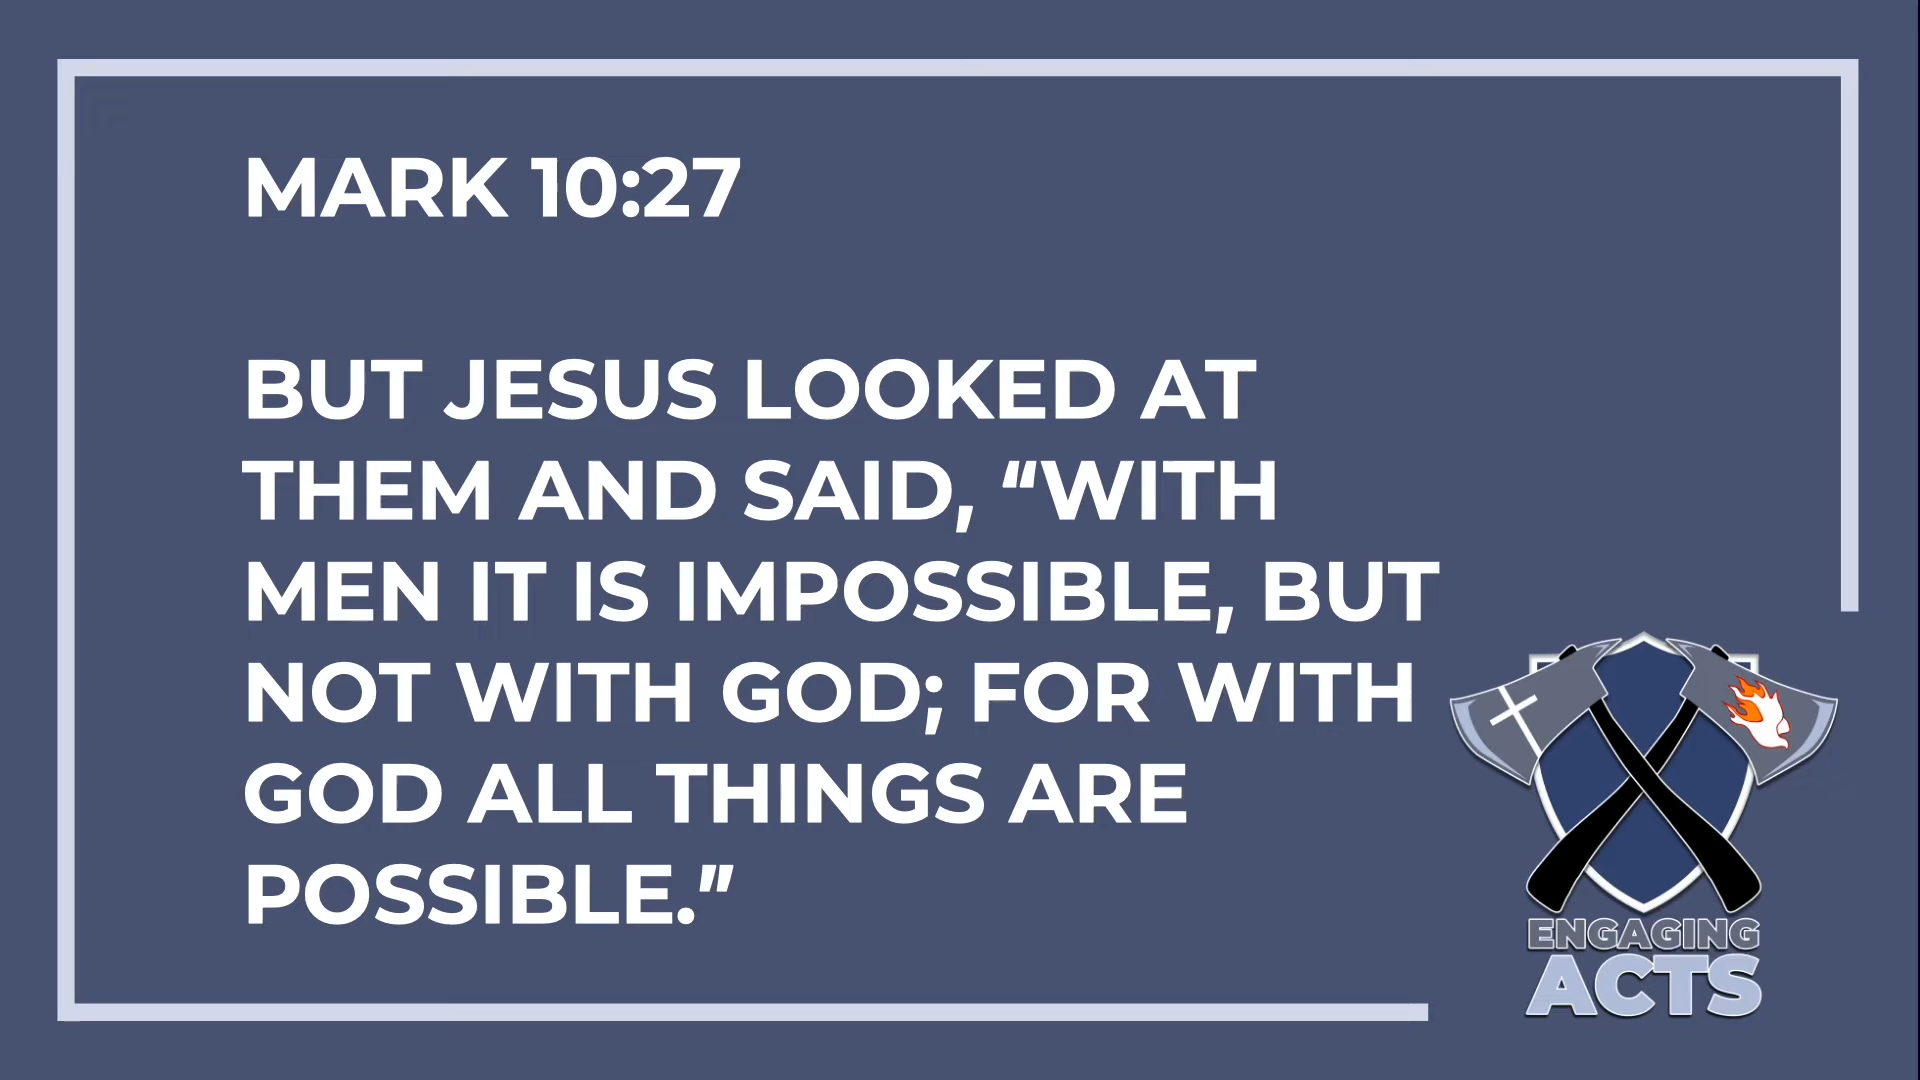 MARK 10:27
BUT JESUS LOOKED AT
THEM AND SAID, “WITH
MEN IT IS IMPOSSIBLE, BUT
NOT WITH GOD; FOR WITH
GOD ALL THINGS ARE
POSSIBLE.”
ENGAGING
ACTS